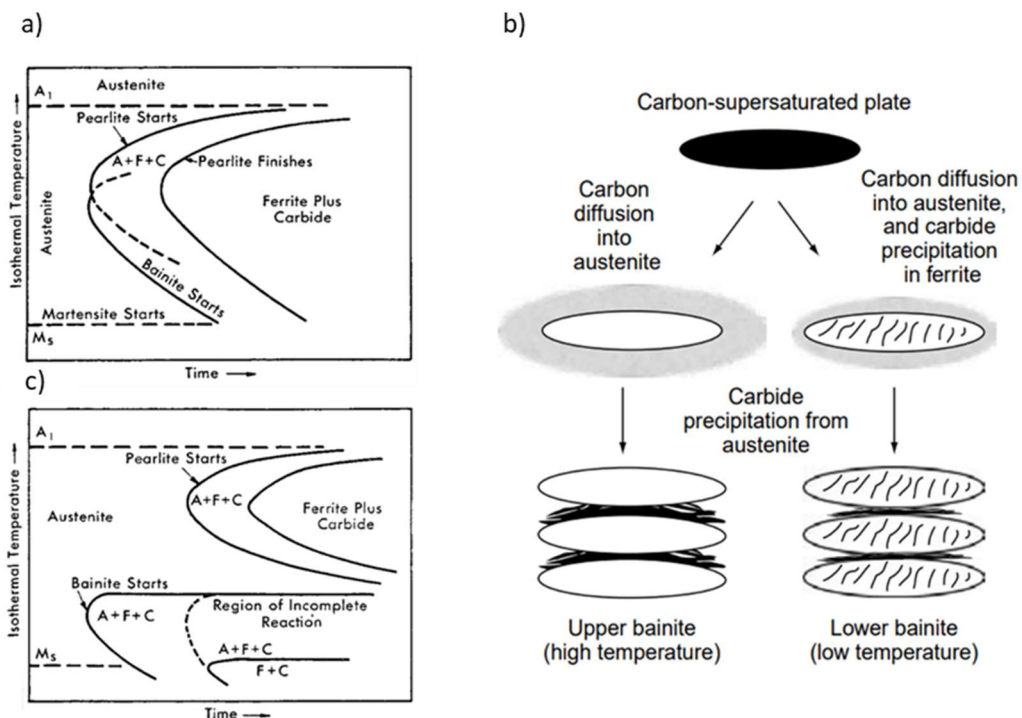 a)
A1
Austenite
Pearlite Starts
A+F+C
Pearlite Finishes
Ferrite Plus
Carbide
Austenite
Bainite Starts
Martensite Starts
Ms
Isothermal Temperature
Time
b)
Carbon-supersaturated plate
Carbon
diffusion
into
austenite
Carbon diffusion
into austenite,
and carbide
precipitation
in ferrite
Carbide
precipitation from
austenite
Upper bainite
(high temperature)
Lower bainite
(low temperature)
c)
A1
Pearlite Starts
A+F+C
Ferrite Plus
Carbide
Austenite
Bainite Starts
A+F+C
Region of Incomplete
Reaction
A+F+C
F+C
Ms
Isothermal Temperature
Time